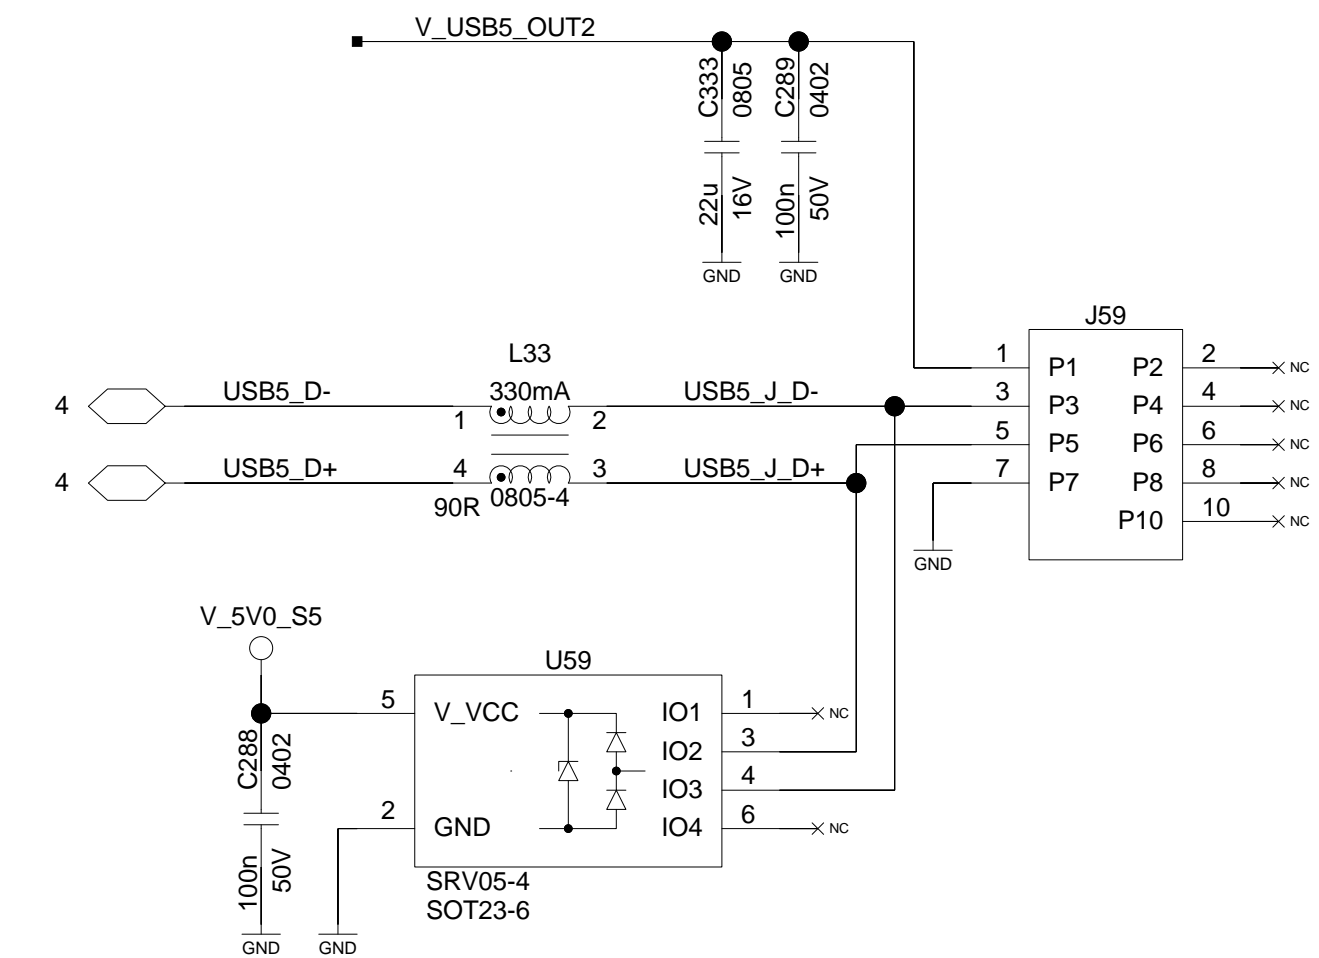 V_USB5_OUT2
C333
0805
C289
0402
22u
16V
100n
50V
GND
GND
J59
L33
1
P1
P2
2
NC
4
USB5_D-
330mA
USB5_J_D-
3
P3
P4
4
NC
1
2
5
P5
P6
6
NC
4
USB5_D+
4
3
USB5_J_D+
7
P7
P8
8
NC
90R
0805-4
P10
10
NC
GND
V_5V0_S5
U59
5
V_VCC
IO1
1
NC
C288
0402
IO2
3
IO3
4
2
GND
IO4
6
NC
100n
50V
SRV05-4
SOT23-6
GND
GND